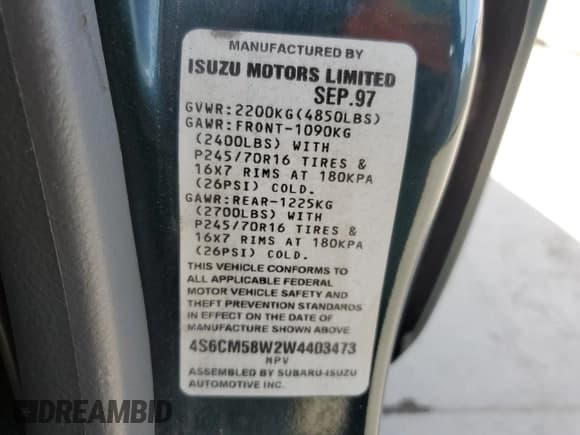 MANUFACTURED BY
ISUZU MOTORS LIMITED
SEP.97
GVWR:2200KG(4850LBS)
GAWR:FRONT-1090KG
(2400LBS) WITH
P245/70R16 TIRES &
16X7 RIMS AT 180KPA
(26PSI) COLD.
GAWR:REAR-1225KG
(2700LBS) WITH
P245/70R16 TIRES &
16X7 RIMS AT 180KPA
(26PSI) COLD.
THIS VEHICLE CONFORMS TO
ALL APPLICABLE FEDERAL
MOTOR VEHICLE SAFETY AND
THEFT PREVENTION STANDARDS
IN EFFECT ON THE DATE OF
MANUFACTURE SHOWN ABOVE
4S6CM58W2W4403473
MPV
ASSEMBLED BY SUBARU-ISUZU
AUTOMOTIVE INC.
DREAMBID